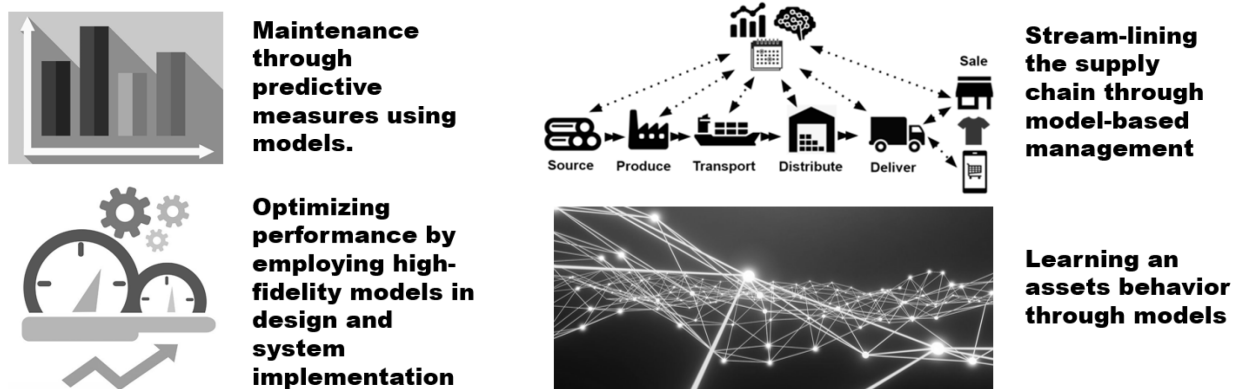 Maintenance
through
predictive
measures using
models.
Sale
Source
Produce
Transport
Distribute
Deliver
Stream-lining
the supply
chain through
model-based
management
Optimizing
performance by
employing high-
fidelity models in
design and
system
implementation
Learning an
assets behavior
through models